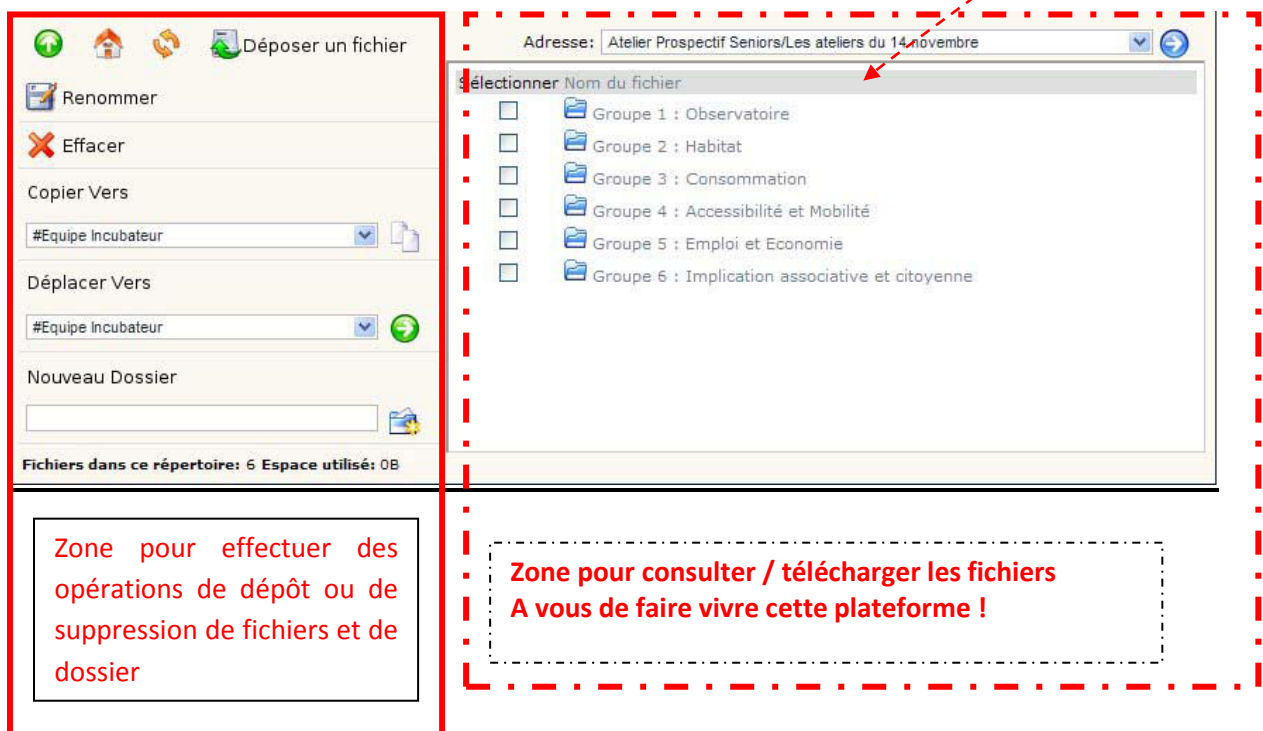 Déposer un fichier
Renommer
Effacer
Copier Vers
#Equipe Incubateur
Déplacer Vers
#Equipe Incubateur
Nouveau Dossier
Fichiers dans ce répertoire: 6 Espace utilisé: 0B
Adresse: Atelier Prospectif Seniors/Les ateliers du 14 novembre
Sélectionner Nom du fichier
Groupe 1 : Observatoire
Groupe 2 : Habitat
Groupe 3 : Consommation
Groupe 4 : Accessibilité et Mobilité
Groupe 5 : Emploi et Economie
Groupe 6 : Implication associative et citoyenne
Zone pour effectuer des
opérations de dépôt ou de
suppression de fichiers et de
dossier
Zone pour consulter / télécharger les fichiers
A vous de faire vivre cette plateforme !